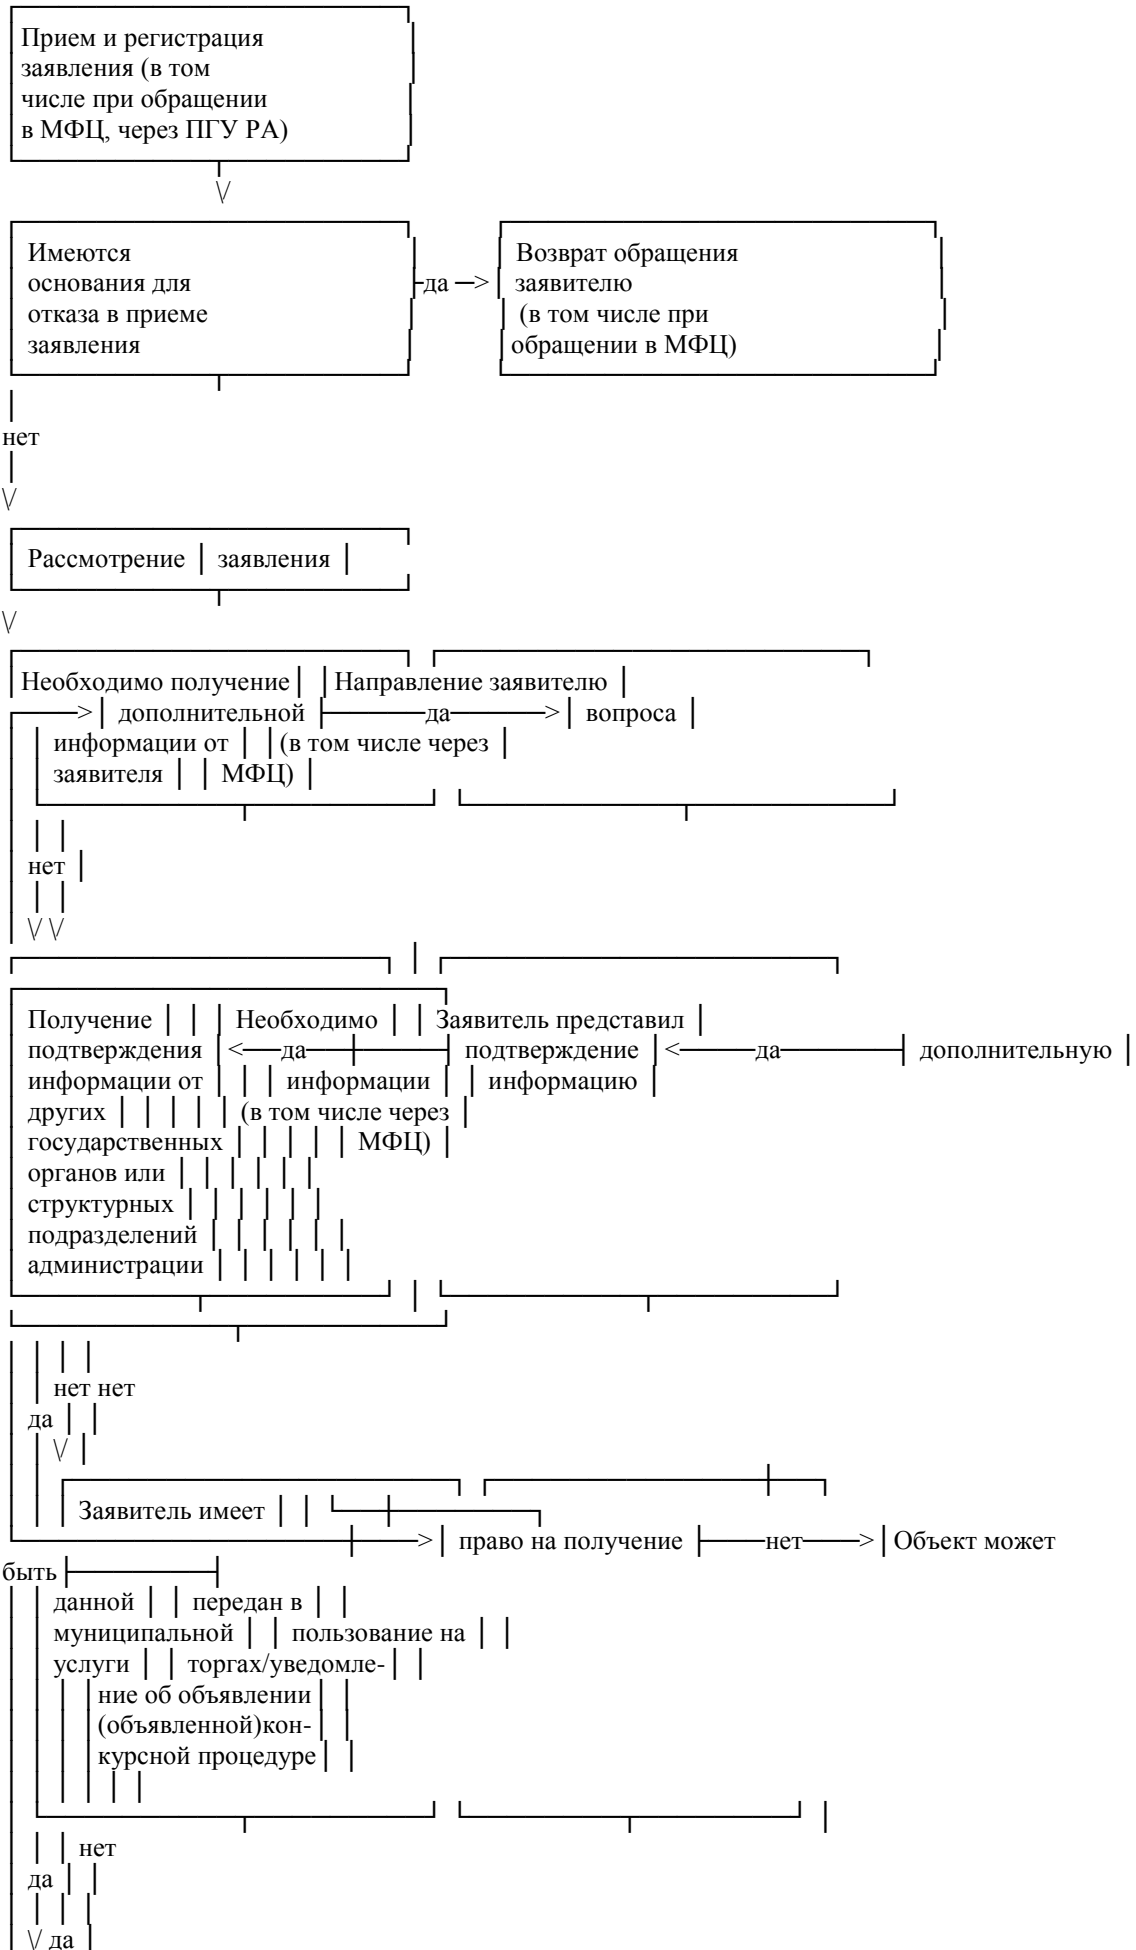 Прием и регистрация
заявления (в том
числе при обращении
в МФЦ, через ПГУ РА)
Имеются
основания для
отказа в приеме
заявления
да
Возврат обращения
заявителю
(в том числе при
обращении в МФЦ)
нет
Рассмотрение │ заявления │
│Необходимо получение│ │Направление заявителю │
>│ дополнительной ├────да────>│ вопроса │
│ информации от │ │(в том числе через │
│ заявителя │ │ МФЦ) │
нет │
Получение │ │ │ Необходимо │ │ Заявитель представил │
подтверждения │<──да──┼────┤ подтверждение │<────да────┤ дополнительную │
информации от │ │ │ информации │ │ информацию │
других │ │ │ │ │ (в том числе через │
государственных │ │ │ │ │ МФЦ) │
органов или │ │ │ │ │ │
структурных │ │ │ │ │ │
подразделений │ │ │ │ │ │
администрации │ │ │ │ │ │
нет нет
да │ │
│ Заявитель имеет │ │
>│ право на получение ├──нет──>│Объект может
быть ├──────┤
данной │ │ передан в │ │
муниципальной │ │ пользование на │ │
услуги │ │ торгах/уведомле-│ │
│ние об объявлении│ │
│(объявленной)кон-│ │
│курсной процедуре│ │
нет
да │ │
\/ да │